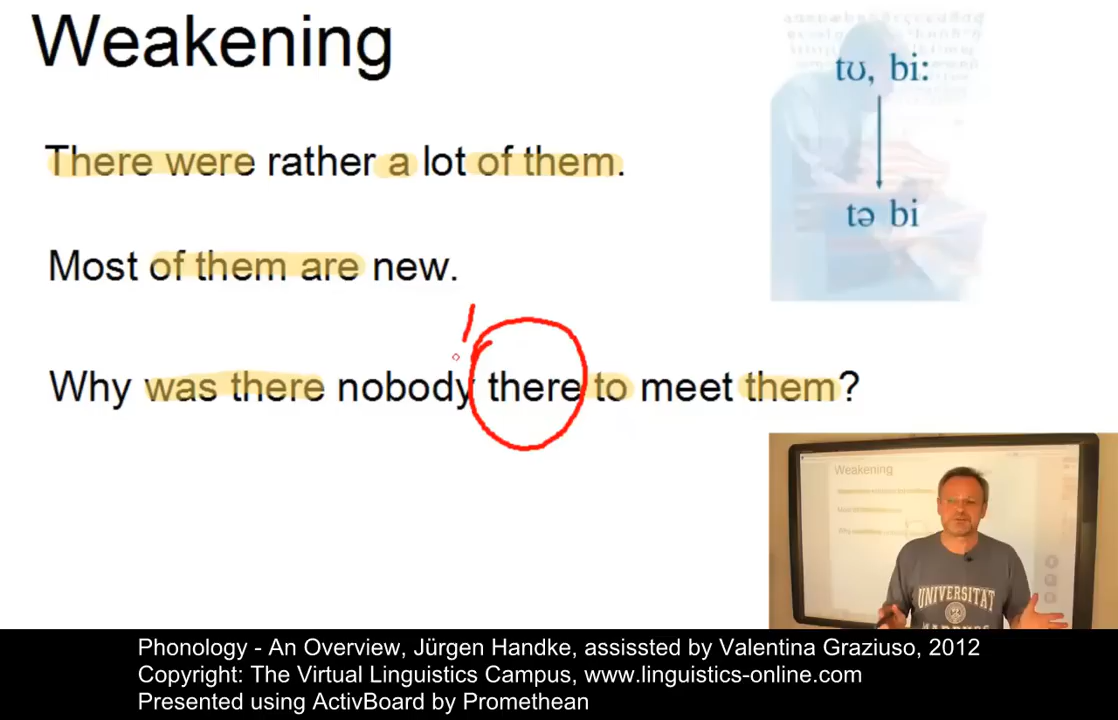 Weakening
tʊ, bi:
tə bi
There were rather a lot of them.
Most of them are new.
Why was there nobody there to meet them?
Weakening
UNIVERSITÄT
Phonology - An Overview, Jürgen Handke, assissted by Valentina Graziuso, 2012
Copyright: The Virtual Linguistics Campus, www.linguistics-online.com
Presented using ActivBoard by Promethean